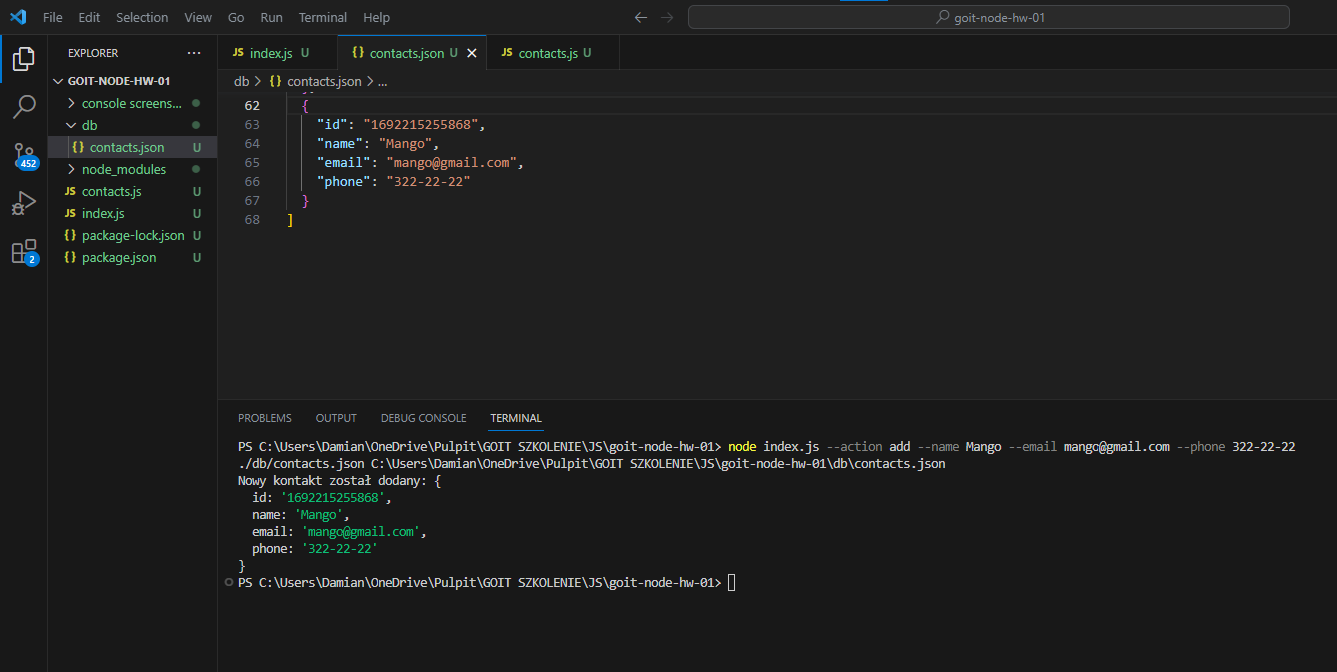 File Edit Selection View Go Run Terminal Help
goit-node-hw-01
EXPLORER ...
GOIT-NODE-HW-01
console screens...
db
{} contacts.json U
node_modules
JS contacts.js U
JS index.js U
{} package-lock.json U
{} package.json U
452
2
JS index.js U
{} contacts.json U
JS contacts.js U
db > {} contacts.json > ...
62 {
63 "id": "1692215255868",
64 "name": "Mango",
65 "email": "mango@gmail.com",
66 "phone": "322-22-22"
67 }
68 ]
PROBLEMS OUTPUT DEBUG CONSOLE TERMINAL
PS C:\Users\Damian\OneDrive\Pulpit\GOIT SZKOLENIE\JS\goit-node-hw-01> node index.js --action add --name Mango --email mango@gmail.com --phone 322-22-22
./db/contacts.json C:\Users\Damian\OneDrive\Pulpit\GOIT SZKOLENIE\JS\goit-node-hw-01\db\contacts.json
Nowy kontakt został dodany: {
id: '1692215255868',
name: 'Mango',
email: 'mango@gmail.com',
phone: '322-22-22'
}
PS C:\Users\Damian\OneDrive\Pulpit\GOIT SZKOLENIE\JS\goit-node-hw-01>